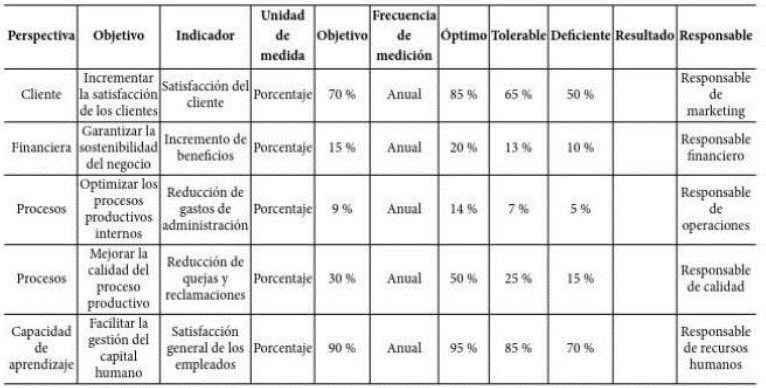 Perspectiva Objetivo Indicador Unidad de medida Objetivo Frecuencia de medición Óptimo Tolerable Deficiente Resultado Responsable
Cliente Incrementar la satisfacción de los clientes Satisfacción del cliente Porcentaje 70 % Anual 85 % 65 % 50 % Responsable de marketing
Financiera Garantizar la sostenibilidad del negocio Incremento de beneficios Porcentaje 15 % Anual 20 % 13 % 10 % Responsable financiero
Procesos Optimizar los procesos productivos internos Reducción de gastos de administración Porcentaje 9 % Anual 14 % 7 % 5 % Responsable de operaciones
Procesos Mejorar la calidad del proceso productivo Reducción de quejas y reclamaciones Porcentaje 30 % Anual 50 % 25 % 15 % Responsable de calidad
Capacidad de aprendizaje Facilitar la gestión del capital humano Satisfacción general de los empleados Porcentaje 90 % Anual 95 % 85 % 70 % Responsable de recursos humanos